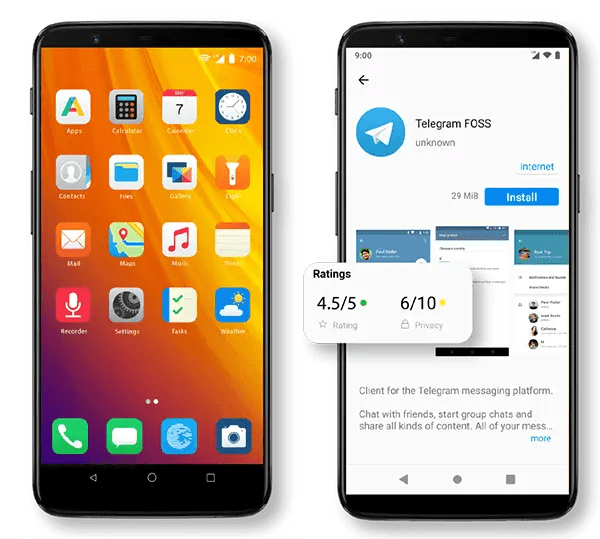 7:00
7
Apps
Calculator
Calendar
Clock
Contacts
Files
Gallery
Light
Mail
Maps
Music
Notes
Recorder
Settings
Tasks
Weather
9:00
Telegram FOSS
unknown
Internet
29 MiB
Install
Ratings
4.5/5
6/10
Rating
Privacy
Client for the Telegram messaging platform.
Chat with friends, start group chats and
share all kinds of content. All of your mess...
more